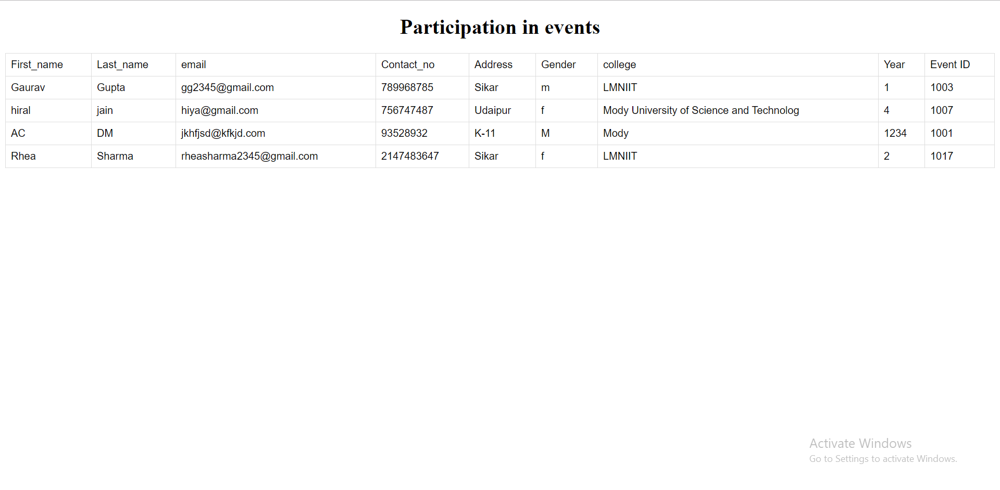 Participation in events
First_name Last_name email Contact_no Address Gender college Year Event ID
Gaurav Gupta gg2345@gmail.com 789968785 Sikar m LMNIIT 1 1003
hiral jain hiya@gmail.com 756747487 Udaipur f Mody University of Science and Technolog 4 1007
AC DM jkhfjsd@kfkjd.com 93528932 K-11 M Mody 1234 1001
Rhea Sharma rheasharma2345@gmail.com 2147483647 Sikar f LMNIIT 2 1017
Activate Windows
Go to Settings to activate Windows.